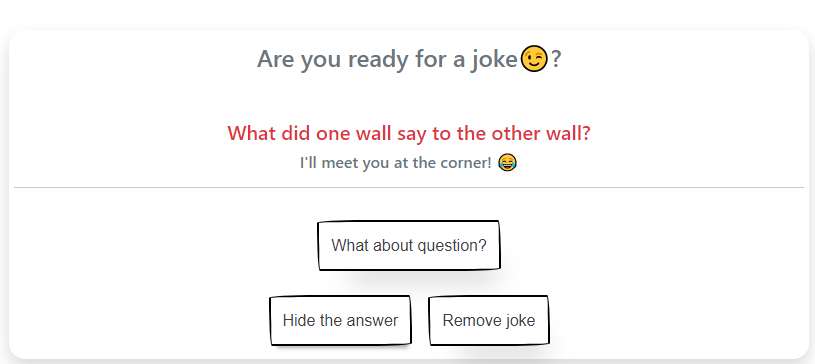 Are you ready for a joke😉?
What did one wall say to the other wall?
I'll meet you at the corner! 😂
What about question?
Hide the answer
Remove joke